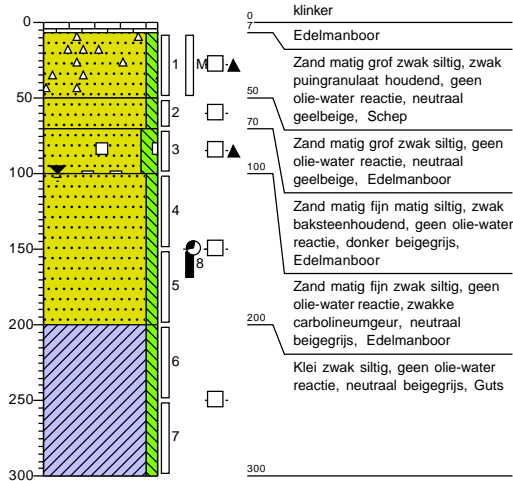 0
50
100
150
200
250
300
1
M
2
3
4
8
5
6
7
0
klinker
7
Edelmanboor
Zand matig grof zwak siltig, zwak
puingranulaat houdend, geen
olie-water reactie, neutraal
geelbeige, Schep
50
Zand matig grof zwak siltig, geen
olie-water reactie, neutraal
geelbeige, Edelmanboor
70
Zand matig fijn matig siltig, zwak
baksteenhoudend, geen olie-water
reactie, donker beigegrijs,
Edelmanboor
100
Zand matig fijn zwak siltig, geen
olie-water reactie, zwakke
carbolineumgeur, neutraal
beigegrijs, Edelmanboor
200
Klei zwak siltig, geen olie-water
reactie, neutraal beigegrijs, Guts
300